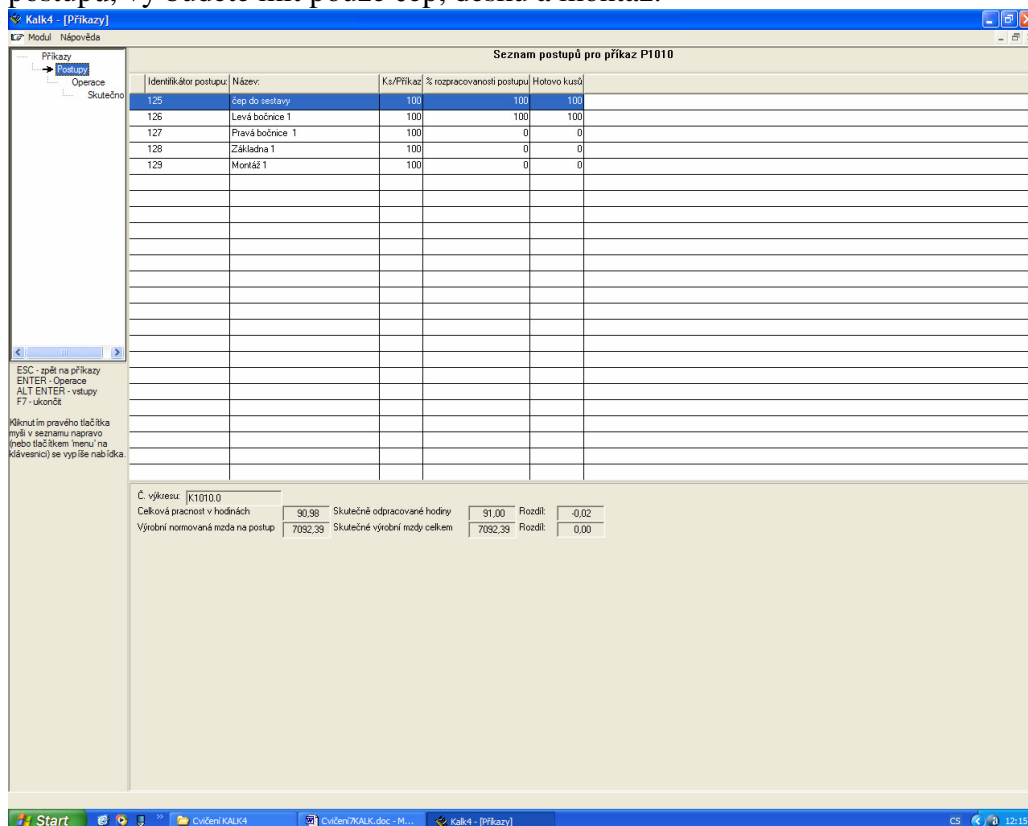 postupů, vy budete mít pouze čep, desku a montáž.
Kalk4 - [Příkazy]
Modul Nápověda
Příkazy
Postupy
Operace
Skutečno
Seznam postupů pro příkaz P1010
Identifikátor postupu: Název: Ks/Příkaz % rozpracovanosti postupu Hotovo kusů
125 čep do sestavy 100 100 100
126 Levá bočnice 1 100 100 100
127 Pravá bočnice 1 100 0 0
128 Základna 1 100 0 0
129 Montáž 1 100 0 0
ESC - zpět na příkazy
ENTER - Operace
ALT ENTER - vstupy
F7 - ukončit
Kliknutím pravého tlačítka
myši v seznamu napravo
(nebo tlačítkem 'menu' na
klávesnici) se vypíše nabídka.
Č. výkresu: K1010.0
Celková pracnost v hodinách 90,98 Skutečně odpracované hodiny 91,00 Rozdíl: -0,02
Výrobní normovaná mzda na postup 7092,39 Skutečné výrobní mzdy celkem 7092,39 Rozdíl: 0,00
Start Cvičení KALK4 Cvičení7KALK.doc - M... Kalk4 - [Příkazy] CS 12:15